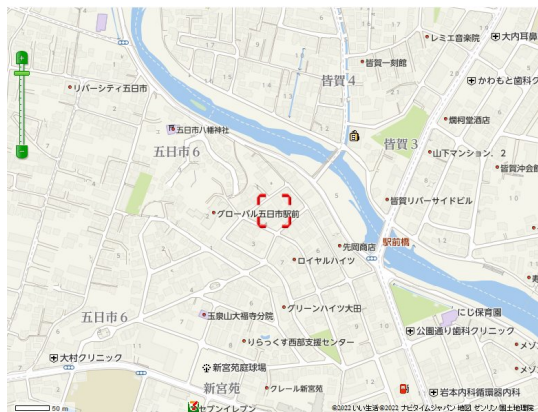 レミエ音楽院
大内耳鼻
皆賀一刻館
皆賀4
かわもと歯科ク
リバーシティ五日市
爛柯堂酒店
五日市八幡神社
皆賀3
五日市6
山下マンション、2
皆賀沖会館
皆賀リバーサイドビル
グローバル五日市駅前
駅前橋
先岡商店
ロイヤルハイツ
にじ保育園
グリーンハイツ大田
玉泉山大福寺分院
五日市6
公園通り歯科クリニック
りらっくす西部支援センター
大村クリニック
新宮苑庭球場
メゾ
新宮苑
クレール新宮苑
岩本内科循環器内科
メゾ
50 m
セブンイレブン
©2022 いい生活©2022 ナビタイムジャパン 地図 ゼンリン 国土地理院